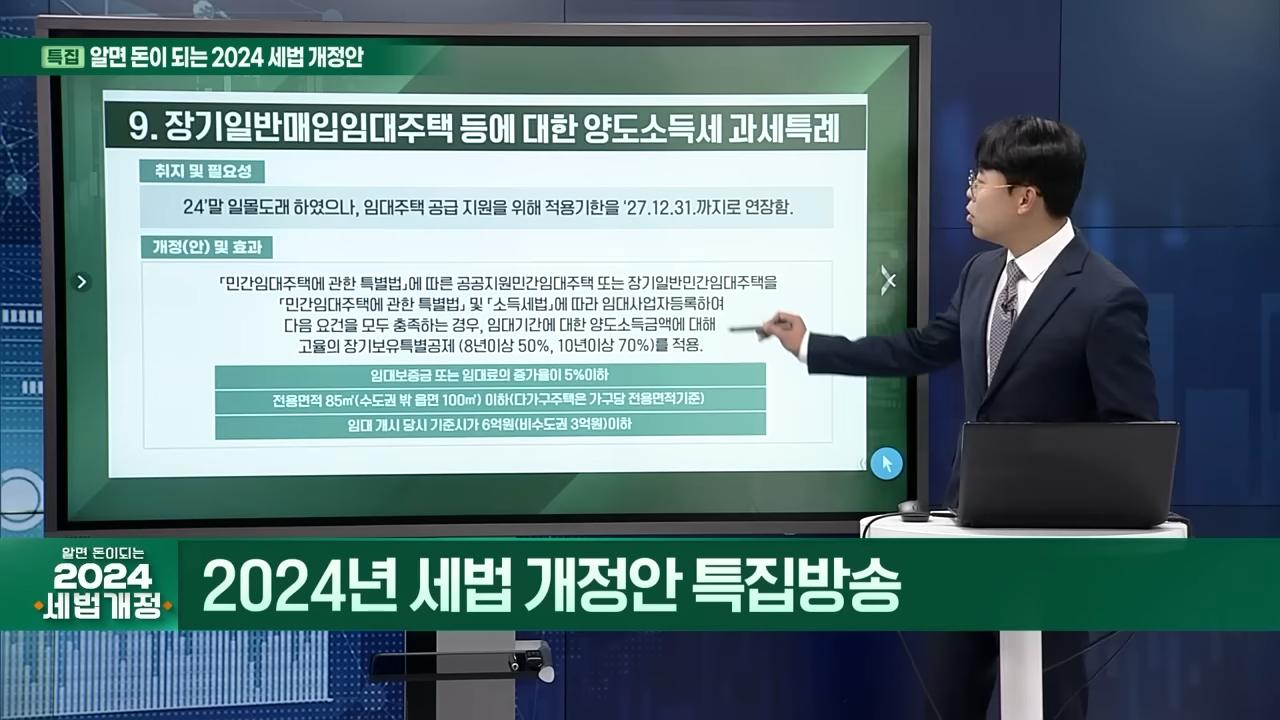 특집 알면 돈이 되는 2024 세법 개정안
9. 장기일반매입임대주택 등에 대한 양도소득세 과세특례
취지 및 필요성
24'말 일몰도래 하였으나, 임대주택 공급 지원을 위해 적용기한을 '27.12.31.까지로 연장함.
개정(안) 및 효과
「민간임대주택에 관한 특별법」에 따른 공공지원민간임대주택 또는 장기일반민간임대주택을
「민간임대주택에 관한 특별법」 및 「소득세법」에 따라 임대사업자등록하여
다음 요건을 모두 충족하는 경우, 임대기간에 대한 양도소득금액에 대해
고율의 장기보유특별공제 (8년이상 50%, 10년이상 70%)를 적용.
임대보증금 또는 임대료의 증가율이 5%이하
전용면적 85㎡(수도권 밖 읍면 100㎡) 이하(다가구주택은 가구당 전용면적기준)
임대 개시 당시 기준시가 6억원(비수도권 3억원)이하
알면 돈이되는
2024
세법개정
2024년 세법 개정안 특집방송